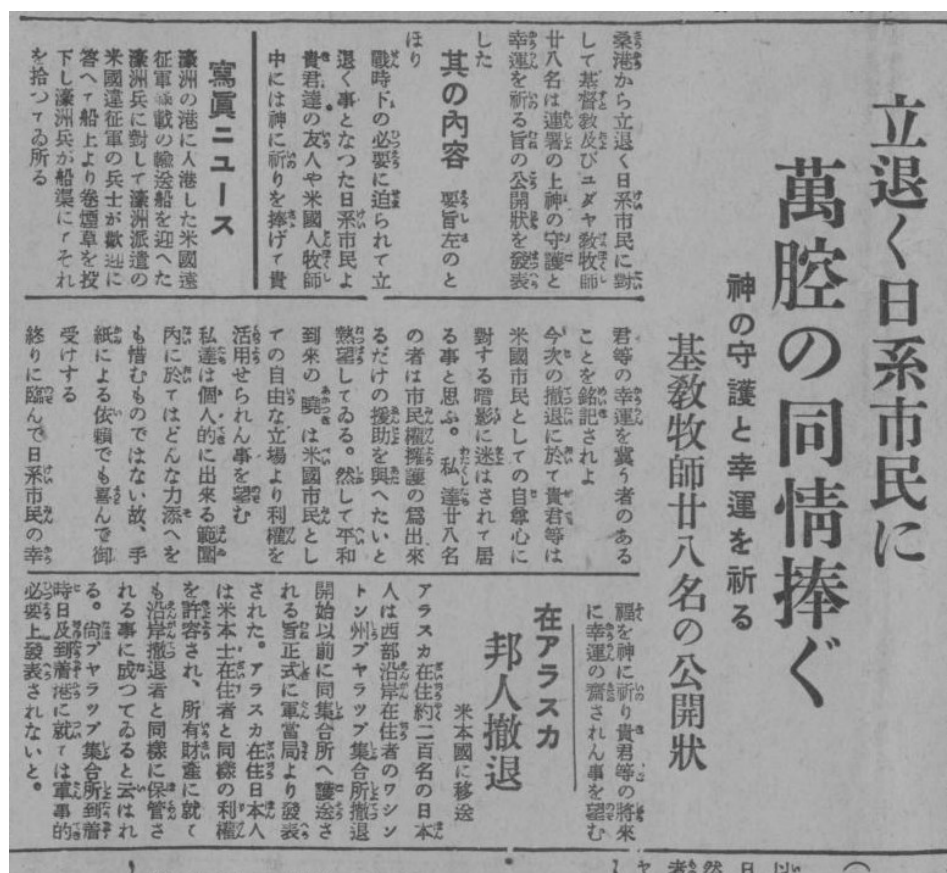 立退く日系市民に
萬腔の同情捧ぐ
神の守護と幸運を祈る
基教牧師廿八名の公開狀
桑港から立退く日系市民に對
して基督教及びユダヤ教牧師
廿八名は連署の上神の守護と
幸運を祈る旨の公開狀を發表
した
其の內容 要旨左のと
ほり
戰時下の必要に迫られて立
退く事となつた日系市民よ
貴君達の友人や米國人牧師
中には神に祈りを捧げて貴
君等の幸運を冀ふ者のある
ことを銘記されよ
今次の撤退に於て貴君等は
米國市民としての自尊心に
對する暗影に迷はされて居
る事と思ふ。私達廿八名
の者は市民權擁護の爲出來
るだけの援助を興へたいと
熱望してゐる。然して平和
到來の曉は米國市民とし
ての自由な立場より利權を
活用せられん事を望む
私達は個人的に出來る範圍
內に於てはどんな力添へを
も惜むものではない故、手
紙による依頼でも喜んで御
受けする
終りに臨んで日系市民の幸
福を神に祈り貴君等の將來
に幸運の齎されん事を望む
寫眞ニュース
濠洲の港に入港した米國遠
征軍滿載の輸送船を迎へた
濠洲兵に對して濠洲派遣の
米國遠征軍の兵士が歡迎に
答へて船上より卷煙草を投
下し濠洲兵が船渠にてそれ
を拾つてゐ所る
在アラスカ
邦人撤退
米本國に移送
アラスカ在住約二百名の日本
人は西部沿岸在住者のワシン
トン州プヤラップ集合所撤退
開始以前に同集合所へ護送さ
れる旨正式に軍當局より發表
された。アラスカ在住日本人
は米本土在住者と同樣の利權
を許容され、所有財產に就て
も沿岸撤退者と同樣に保管さ
れる事に成つてゐると云はれ
る。尙プヤラップ集合所到着
時日及到着港に就ては軍事的
必要上發表されないと。